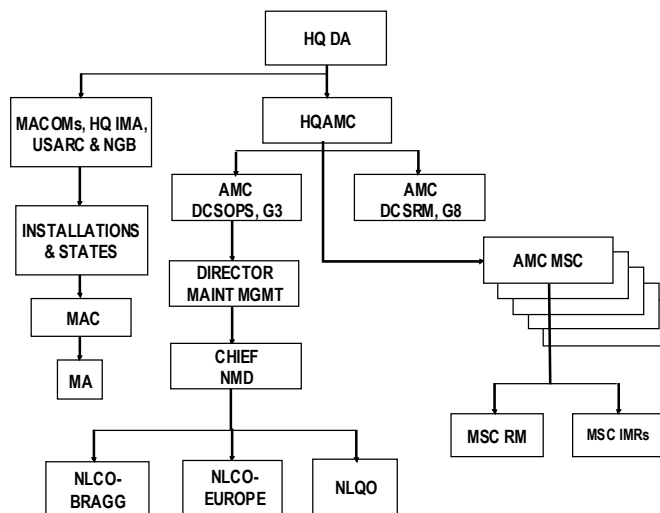 HQ DA
MACOMs, HQ IMA,
USARC & NGB
HQAMC
AMC
DCSOPS, G3
AMC
DCSRM, G8
INSTALLATIONS
& STATES
AMC MSC
DIRECTOR
MAINT MGMT
MAC
CHIEF
NMD
MA
MSC RM
MSC IMRs
NLCO-
BRAGG
NLCO-
EUROPE
NLQO